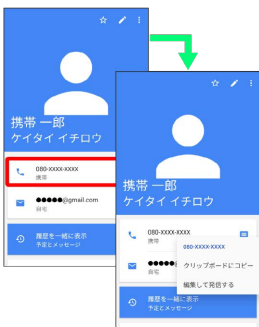 携帯 一郎
ケイタイ イチロウ
080-XXXX-XXXX
携帯
●●●●●@gmail.com
自宅
履歴を一緒に表示
予定とメッセージ
携帯 一郎
ケイタイ イチロウ
080-XXXX-XXXX
携帯
080-XXXX-XXXX
●●●●
自宅
クリップボードにコピー
編集して発信する
履歴を一緒に表示
予定とメッセージ